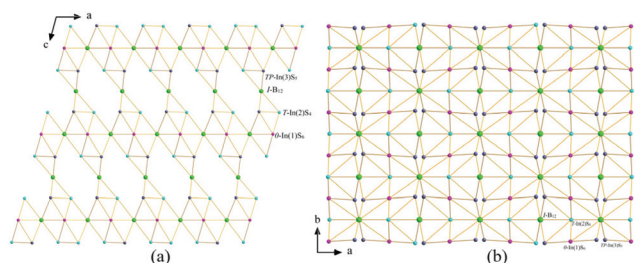 a
c
TP-In(3)S₅
I-B₁₂
T-In(2)S₄
O-In(1)S₆
(a)
b
a
I-B₁₂
T-In(2)S₄
O-In(1)S₆
TP-In(3)S₅
(b)